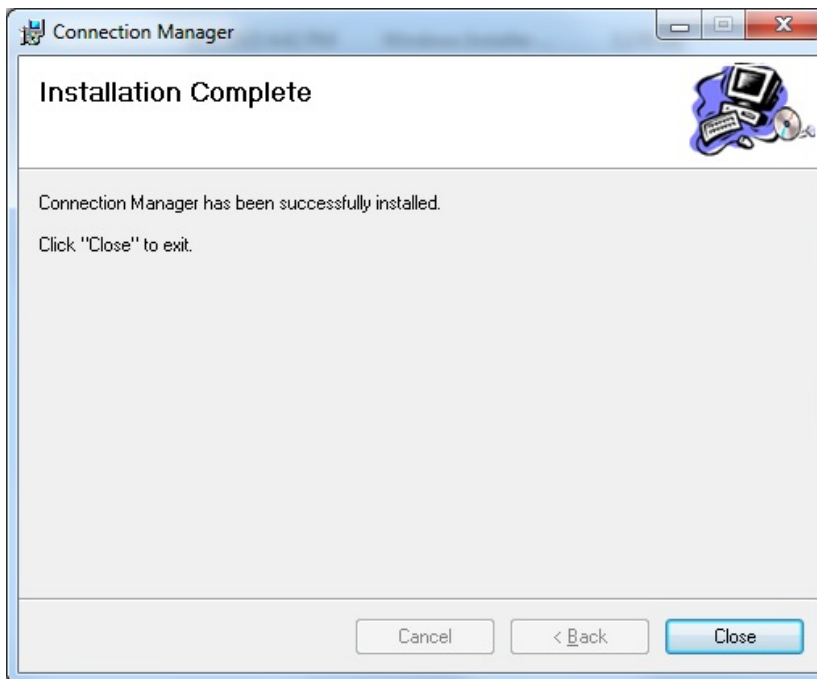 Connection Manager
Installation Complete
Connection Manager has been successfully installed.
Click "Close" to exit.
Cancel
< Back
Close